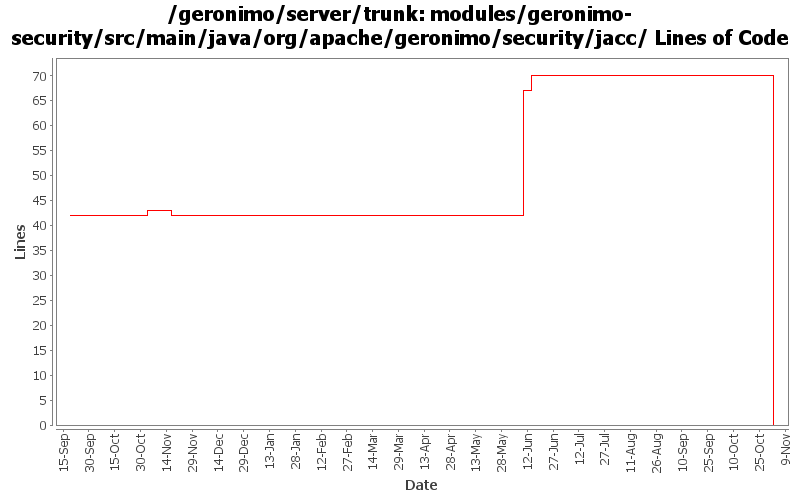 /geronimo/server/trunk: modules/geronimo-
security/src/main/java/org/apache/geronimo/security/jacc/ Lines of Code
Lines
70
65
60
55
50
45
40
35
30
25
20
15
10
5
0
15-Sep
30-Sep
15-Oct
30-Oct
14-Nov
29-Nov
14-Dec
29-Dec
13-Jan
28-Jan
12-Feb
27-Feb
14-Mar
29-Mar
13-Apr
28-Apr
13-May
28-May
12-Jun
27-Jun
12-Jul
27-Jul
11-Aug
26-Aug
10-Sep
25-Sep
10-Oct
25-Oct
9-Nov
Date